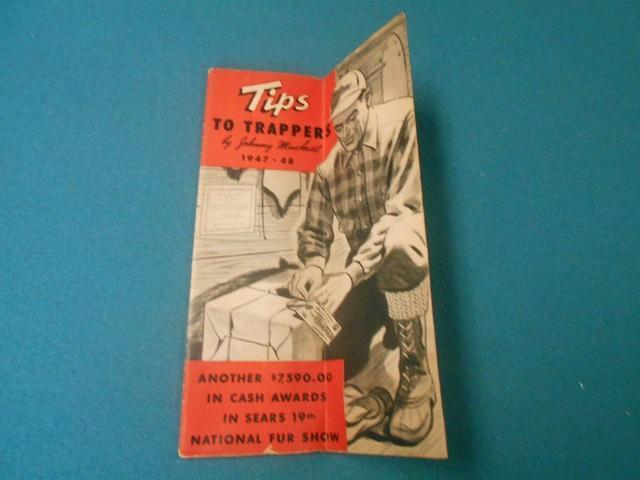 Tips
TO TRAPPERS
by Johnny Muskrat
1947 - 48
ANOTHER $7590.00
IN CASH AWARDS
IN SEARS 19th
NATIONAL FUR SHOW